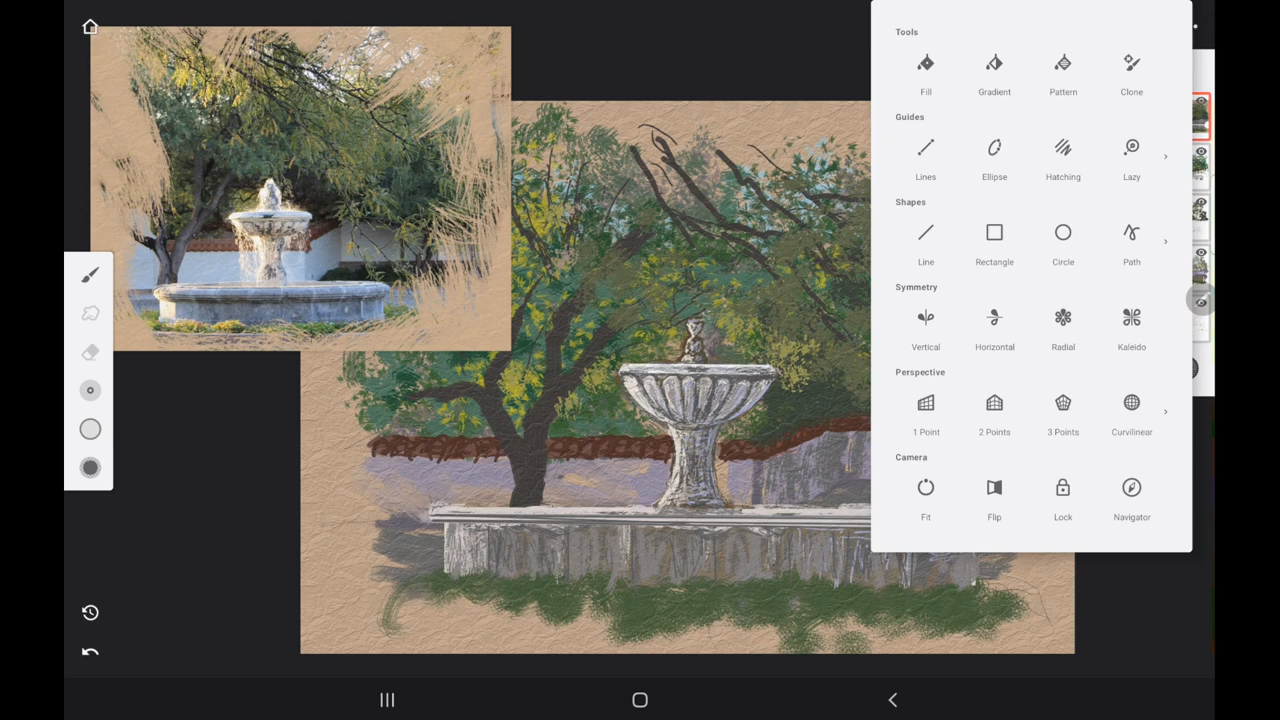 Tools
Fill Gradient Pattern Clone
Guides
Lines Ellipse Hatching Lazy
Shapes
Line Rectangle Circle Path
Symmetry
Vertical Horizontal Radial Kaleido
Perspective
1 Point 2 Points 3 Points Curvilinear
Camera
Fit Flip Lock Navigator